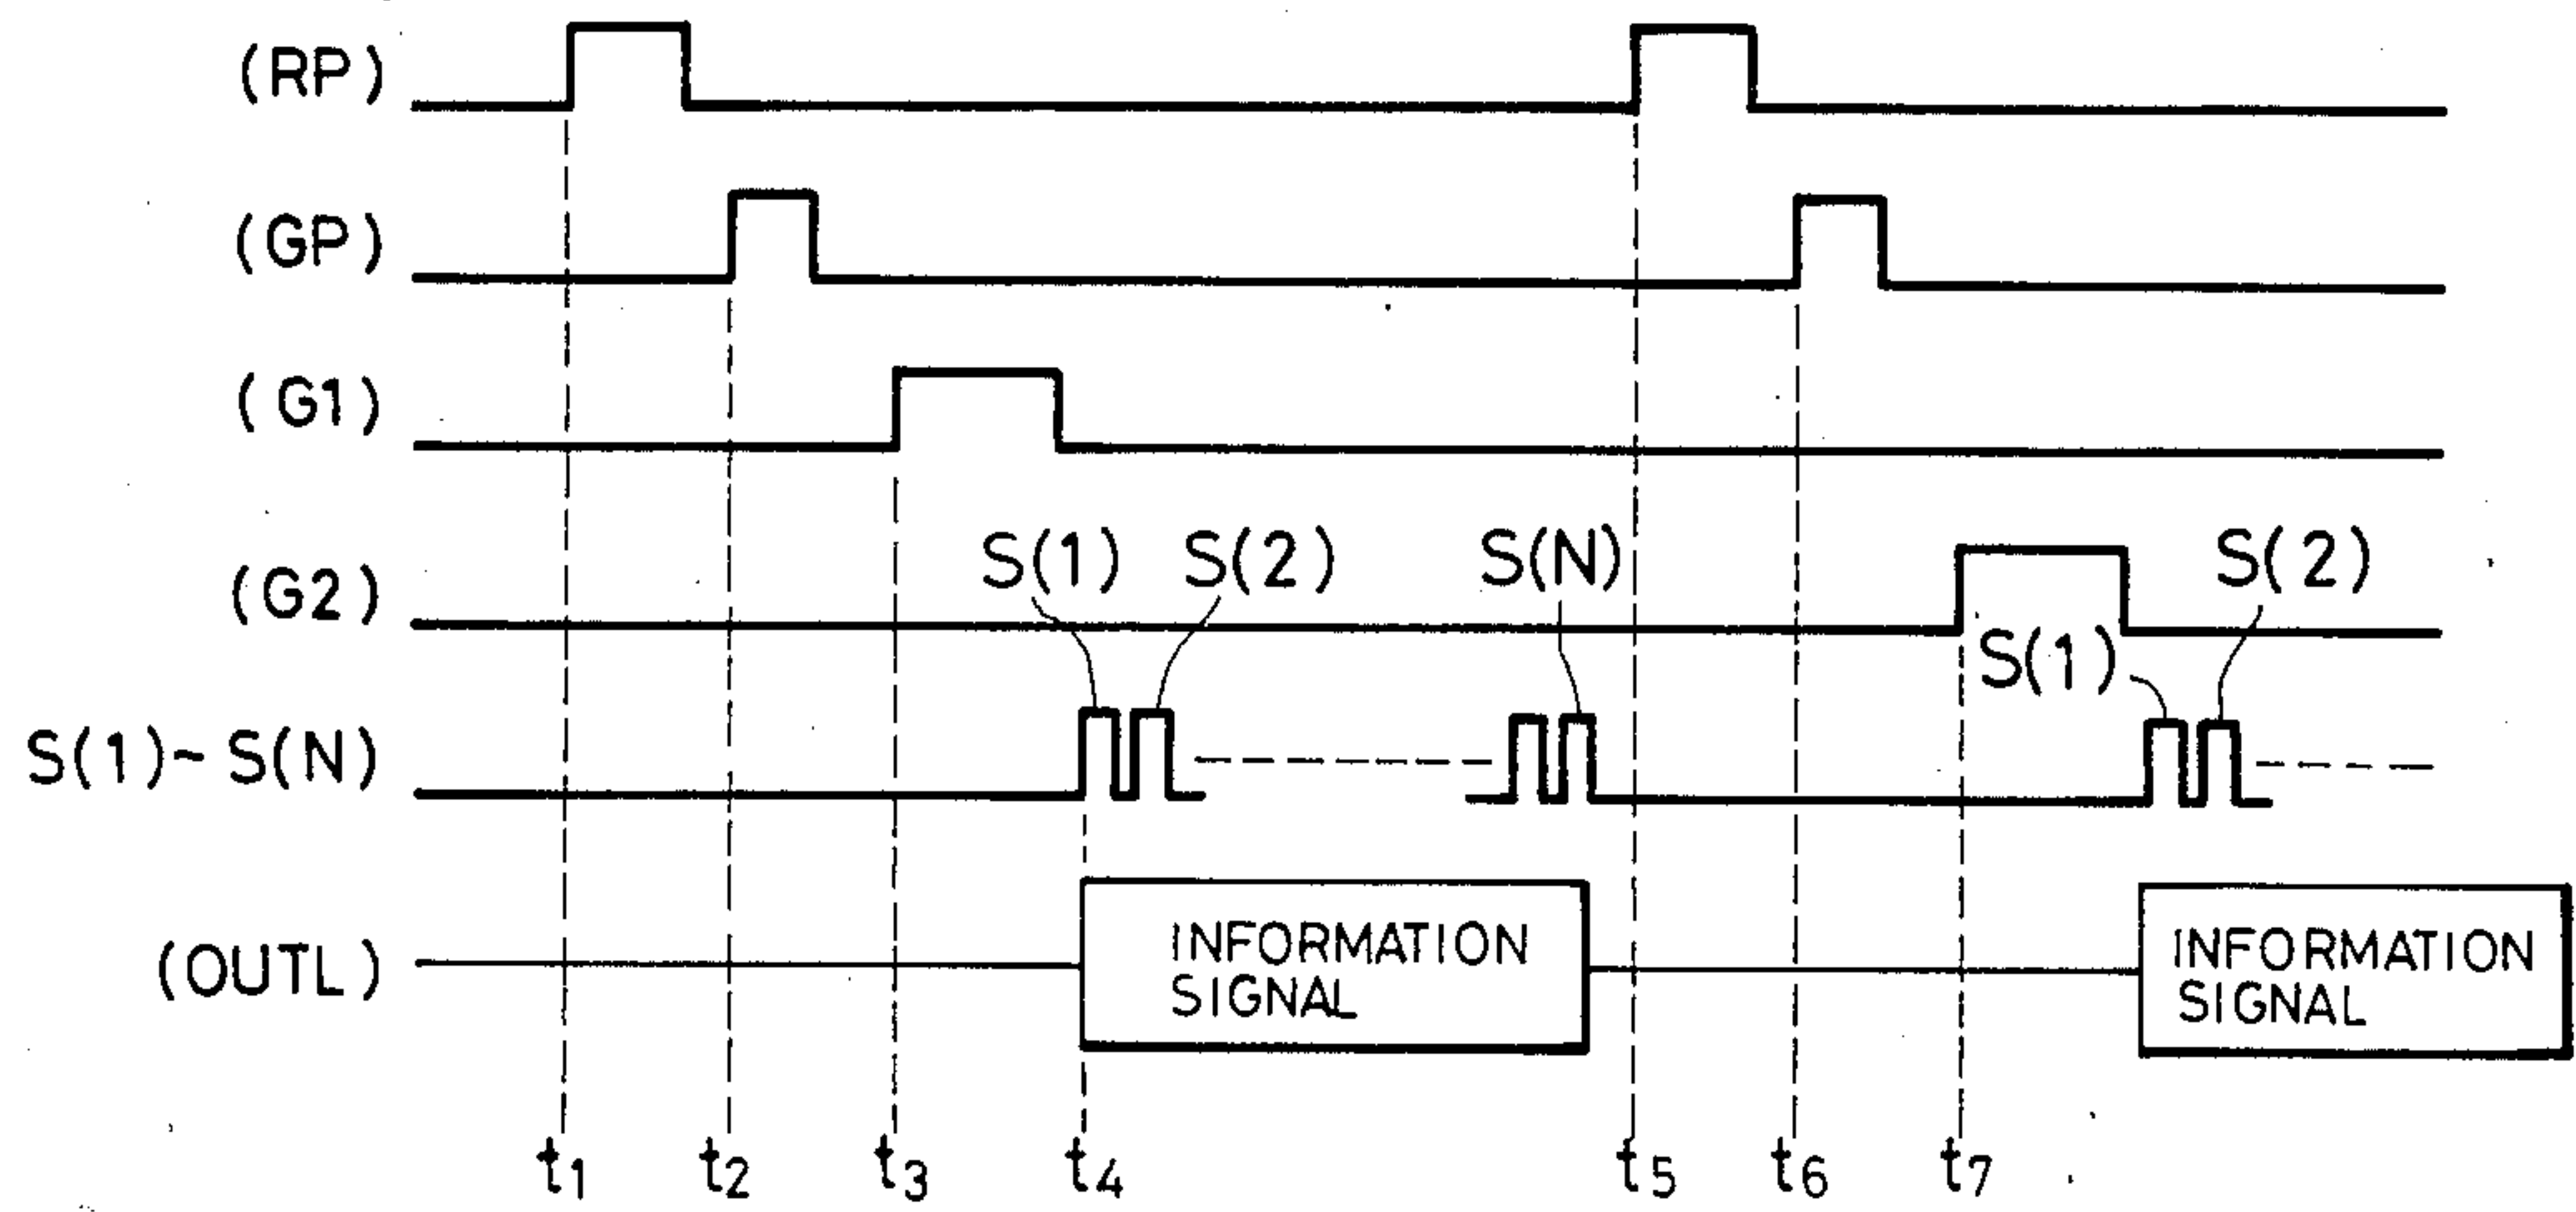 (RP)
(GP)
(G1)
S(1) S(2) S(N) S(2)
(G2)
S(1)
S(1)~S(N)
INFORMATION
SIGNAL
INFORMATION
SIGNAL
(OUTL)
t1 t2 t3 t4 t5 t6 t7